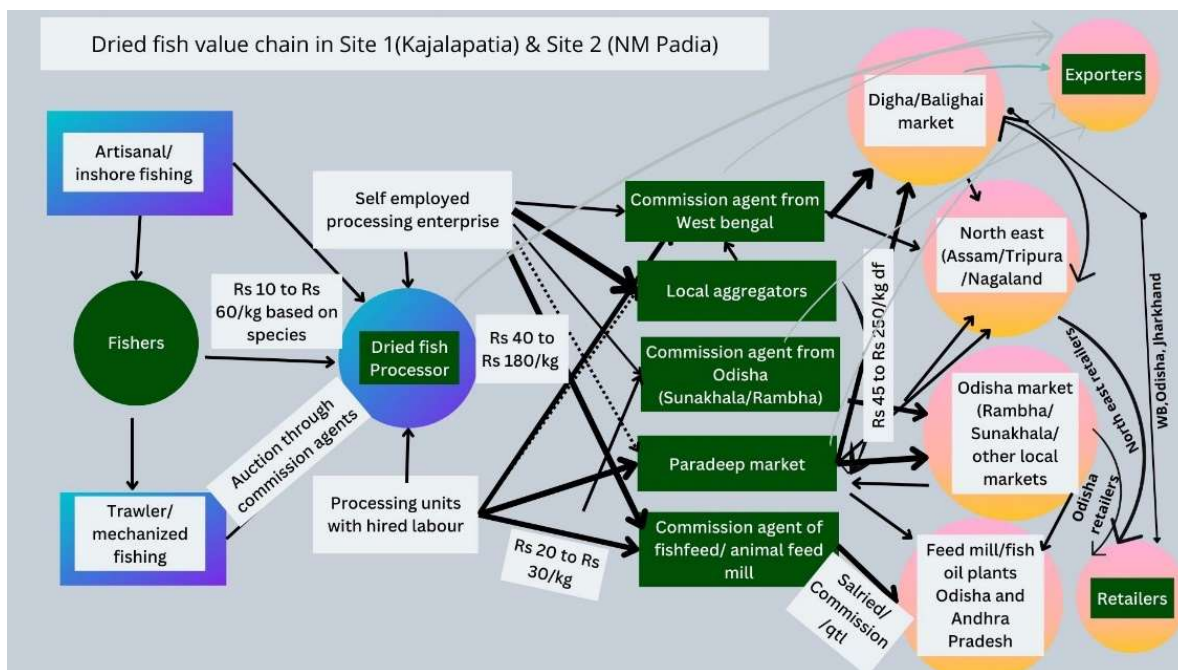 Dried fish value chain in Site 1(Kajalapatia) & Site 2 (NM Padia)
Artisanal/
inshore fishing
Fishers
Trawler/
mechanized fishing
Rs 10 to Rs
60/kg based on
species
Auction through
commission agents
Self employed
processing enterprise
Dried fish
Processor
Processing units
with hired labour
Rs 40 to
Rs 180/kg
Rs 20 to Rs
30/kg
Commission agent from
West bengal
Local aggregators
Commission agent from
Odisha
(Sunakhala/Rambha)
Paradeep market
Commission agent of
fishfeed/ animal feed
mill
Salried/
Commission
/qtl
Rs 45 to Rs 250/kg df
Digha/Balighai
market
North east
(Assam/Tripura
/Nagaland
Odisha market
(Rambha/
Sunakhala/
other local
markets
Feed mill/fish
oil plants
Odisha and
Andhra
Pradesh
Exporters
North east retailers
Odisha
retailers
WB,Odisha, Jharkhand
Retailers